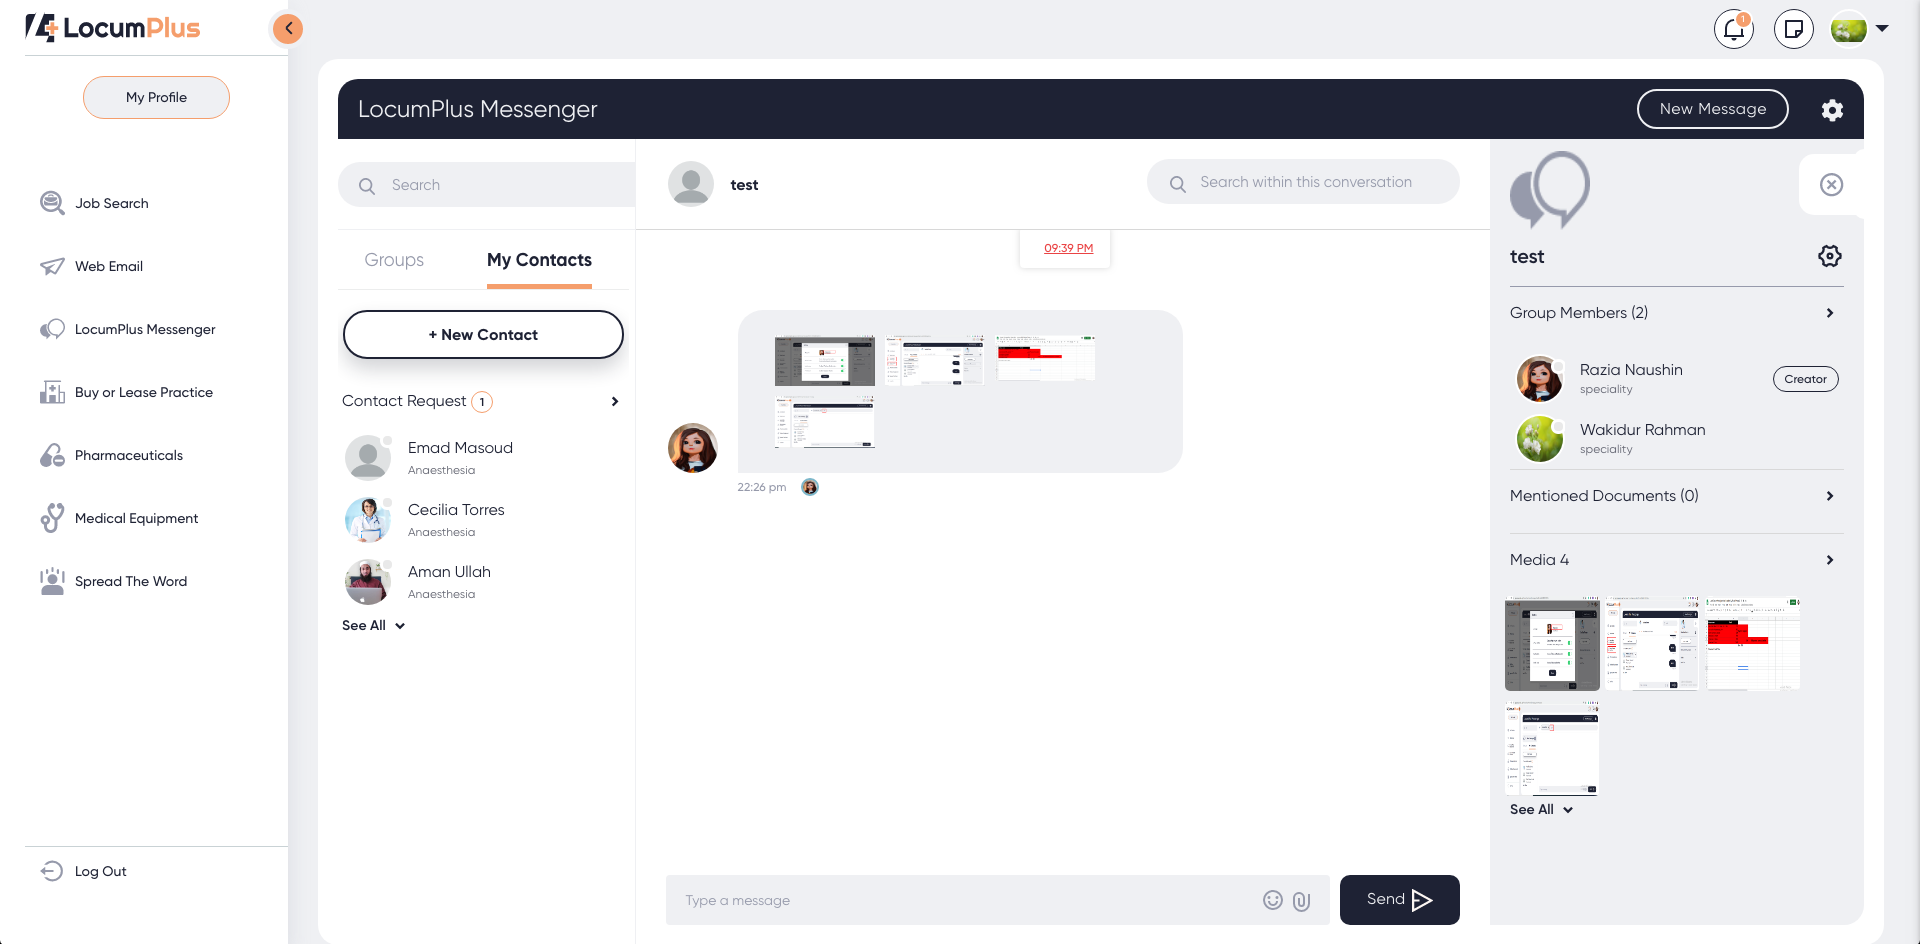 LocumPlus
1
My Profile
Job Search
Web Email
LocumPlus Messenger
Buy or Lease Practice
Pharmaceuticals
Medical Equipment
Spread The Word
Log Out
LocumPlus Messenger
New Message
Search
Groups
My Contacts
+ New Contact
Contact Request 1
Emad Masoud
Anaesthesia
Cecilia Torres
Anaesthesia
Aman Ullah
Anaesthesia
See All
test
Search within this conversation
09:39 PM
22:26 pm
Type a message
Send
test
Group Members (2)
Razia Naushin
speciality
Creator
Wakidur Rahman
speciality
Mentioned Documents (0)
Media 4
See All